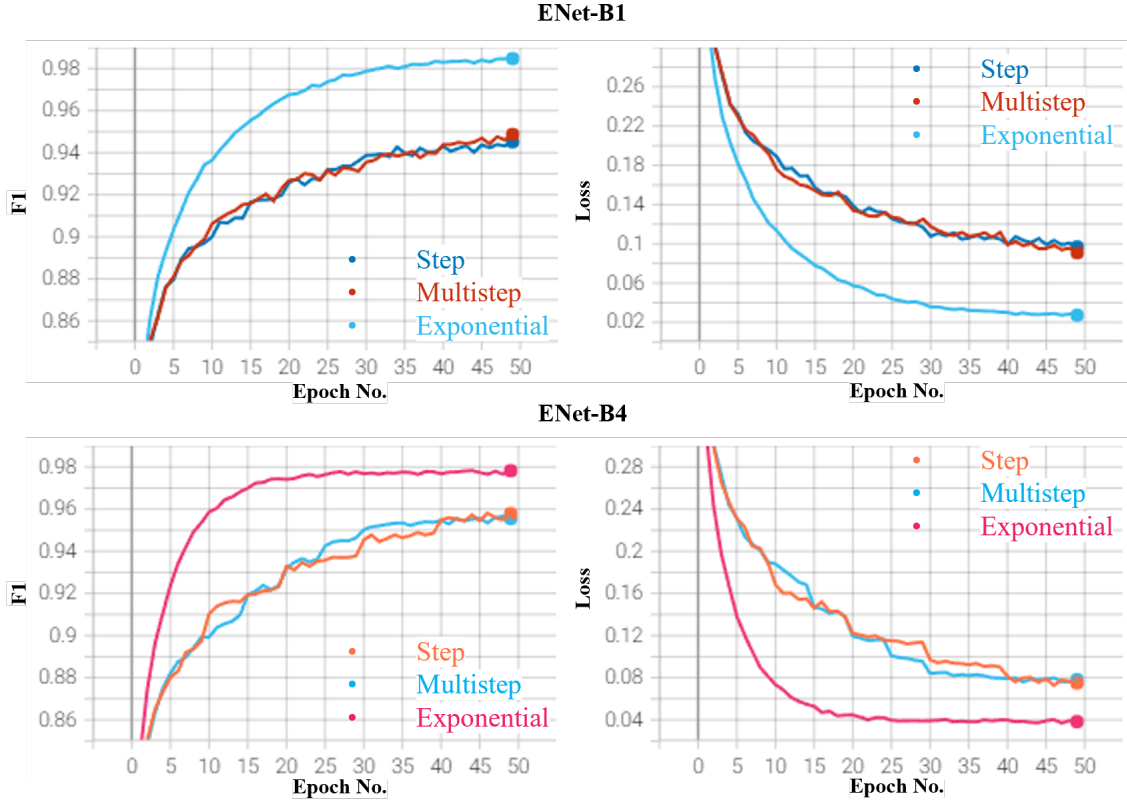 ENet-B1
0.98
0.96
0.94
0.92
0.9
0.88
0.86
F1
Step
Multistep
Exponential
0 5 10 15 20 25 30 35 40 45 50
Epoch No.
0.26
0.22
0.18
0.14
0.1
0.06
0.02
Loss
Step
Multistep
Exponential
0 5 10 15 20 25 30 35 40 45 50
Epoch No.
ENet-B4
0.98
0.96
0.94
0.92
0.9
0.88
0.86
F1
Step
Multistep
Exponential
0 5 10 15 20 25 30 35 40 45 50
Epoch No.
0.28
0.24
0.2
0.16
0.12
0.08
0.04
Loss
Step
Multistep
Exponential
0 5 10 15 20 25 30 35 40 45 50
Epoch No.